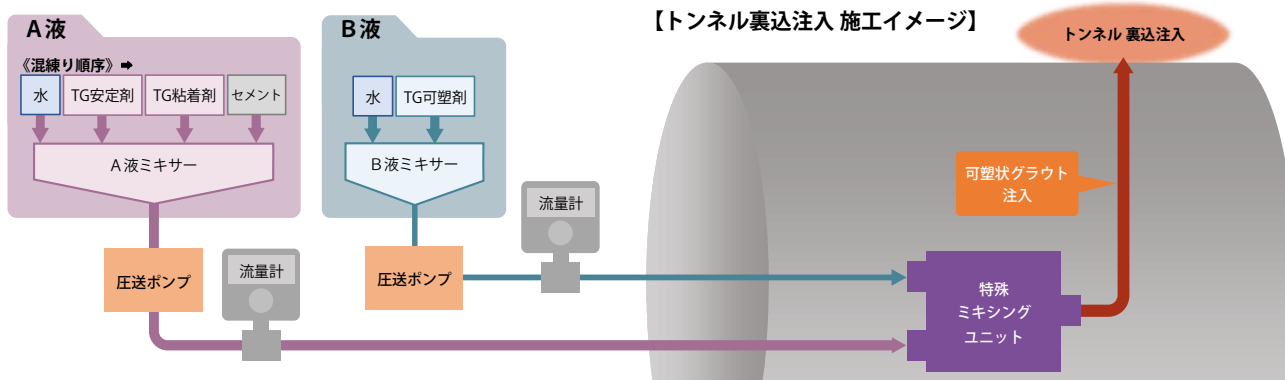 【トンネル裏込注入 施工イメージ】
A液
《混練り順序》➡
水
TG安定剤
TG粘着剤
セメント
A液ミキサー
圧送ポンプ
流量計
B液
水
TG可塑剤
B液ミキサー
圧送ポンプ
流量計
特殊
ミキシング
ユニット
可塑状グラウト
注入
トンネル 裏込注入